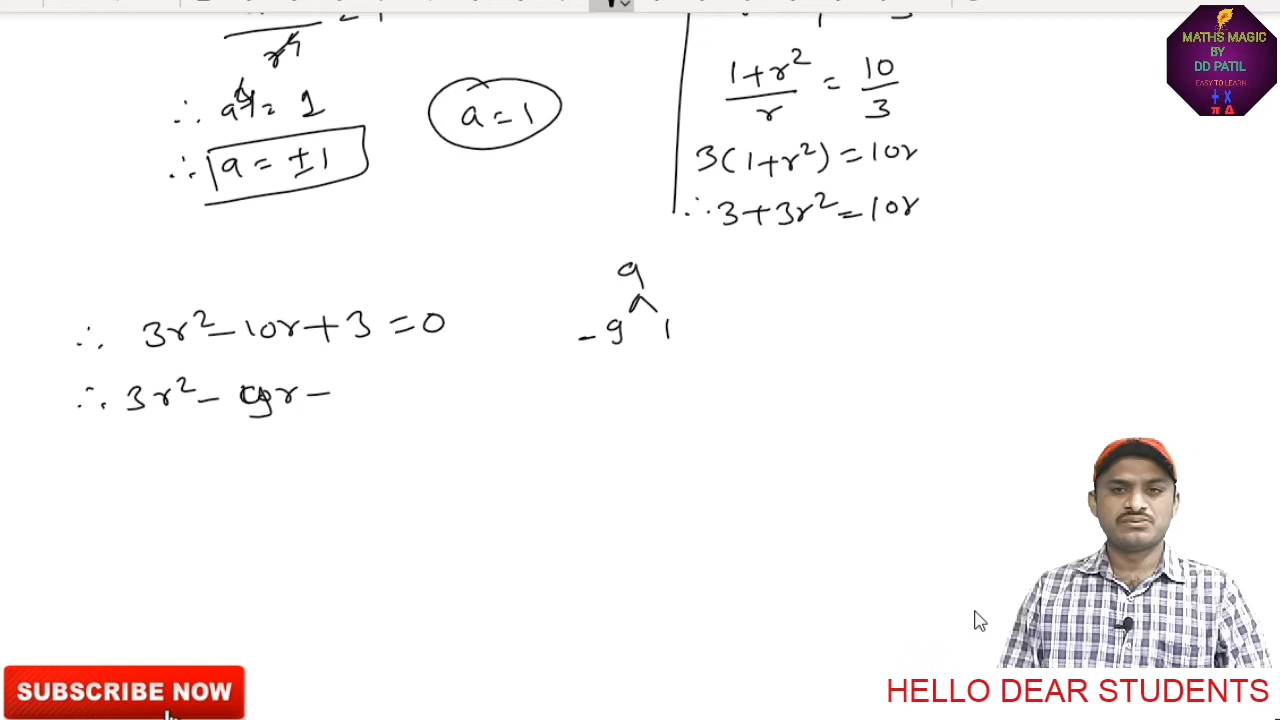 ∴ a⁴ = 1
∴ a = ±1
a = 1
1+r² / r = 10 / 3
3(1+r²) = 10r
∴ 3+3r² = 10r
∴ 3r² - 10r + 3 = 0
9
-9 1
∴ 3r² - 9r -
MATHS MAGIC
BY
DD PATIL
EASY TO LEARN
÷ X
π Δ
SUBSCRIBE NOW
HELLO DEAR STUDENTS